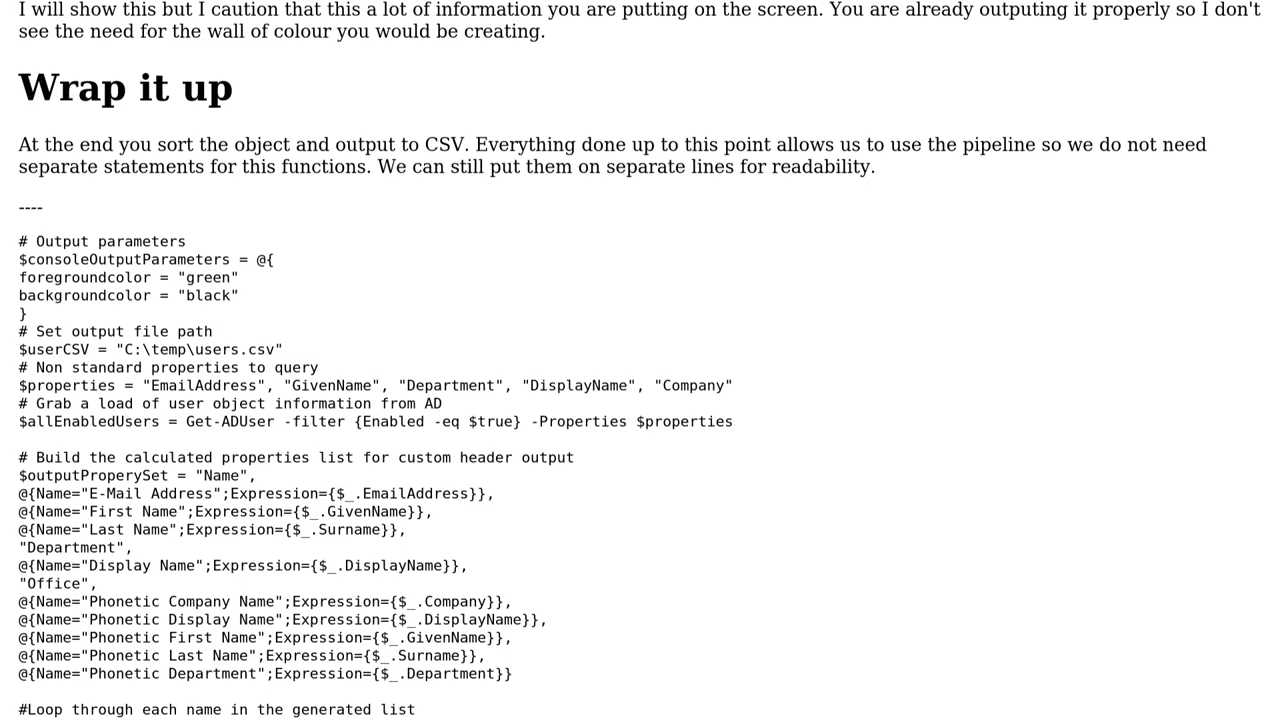 I will show this but I caution that this a lot of information you are putting on the screen. You are already outputing it properly so I don't
see the need for the wall of colour you would be creating.
Wrap it up
At the end you sort the object and output to CSV. Everything done up to this point allows us to use the pipeline so we do not need
separate statements for this functions. We can still put them on separate lines for readability.
----
# Output parameters
$consoleOutputParameters = @{
foregroundcolor = "green"
backgroundcolor = "black"
}
# Set output file path
$userCSV = "C:\temp\users.csv"
# Non standard properties to query
$properties = "EmailAddress", "GivenName", "Department", "DisplayName", "Company"
# Grab a load of user object information from AD
$allEnabledUsers = Get-ADUser -filter {Enabled -eq $true} -Properties $properties
# Build the calculated properties list for custom header output
$outputProperySet = "Name",
@{Name="E-Mail Address";Expression={$_.EmailAddress}},
@{Name="First Name";Expression={$_.GivenName}},
@{Name="Last Name";Expression={$_.Surname}},
"Department",
@{Name="Display Name";Expression={$_.DisplayName}},
"Office",
@{Name="Phonetic Company Name";Expression={$_.Company}},
@{Name="Phonetic Display Name";Expression={$_.DisplayName}},
@{Name="Phonetic First Name";Expression={$_.GivenName}},
@{Name="Phonetic Last Name";Expression={$_.Surname}},
@{Name="Phonetic Department";Expression={$_.Department}}
#Loop through each name in the generated list